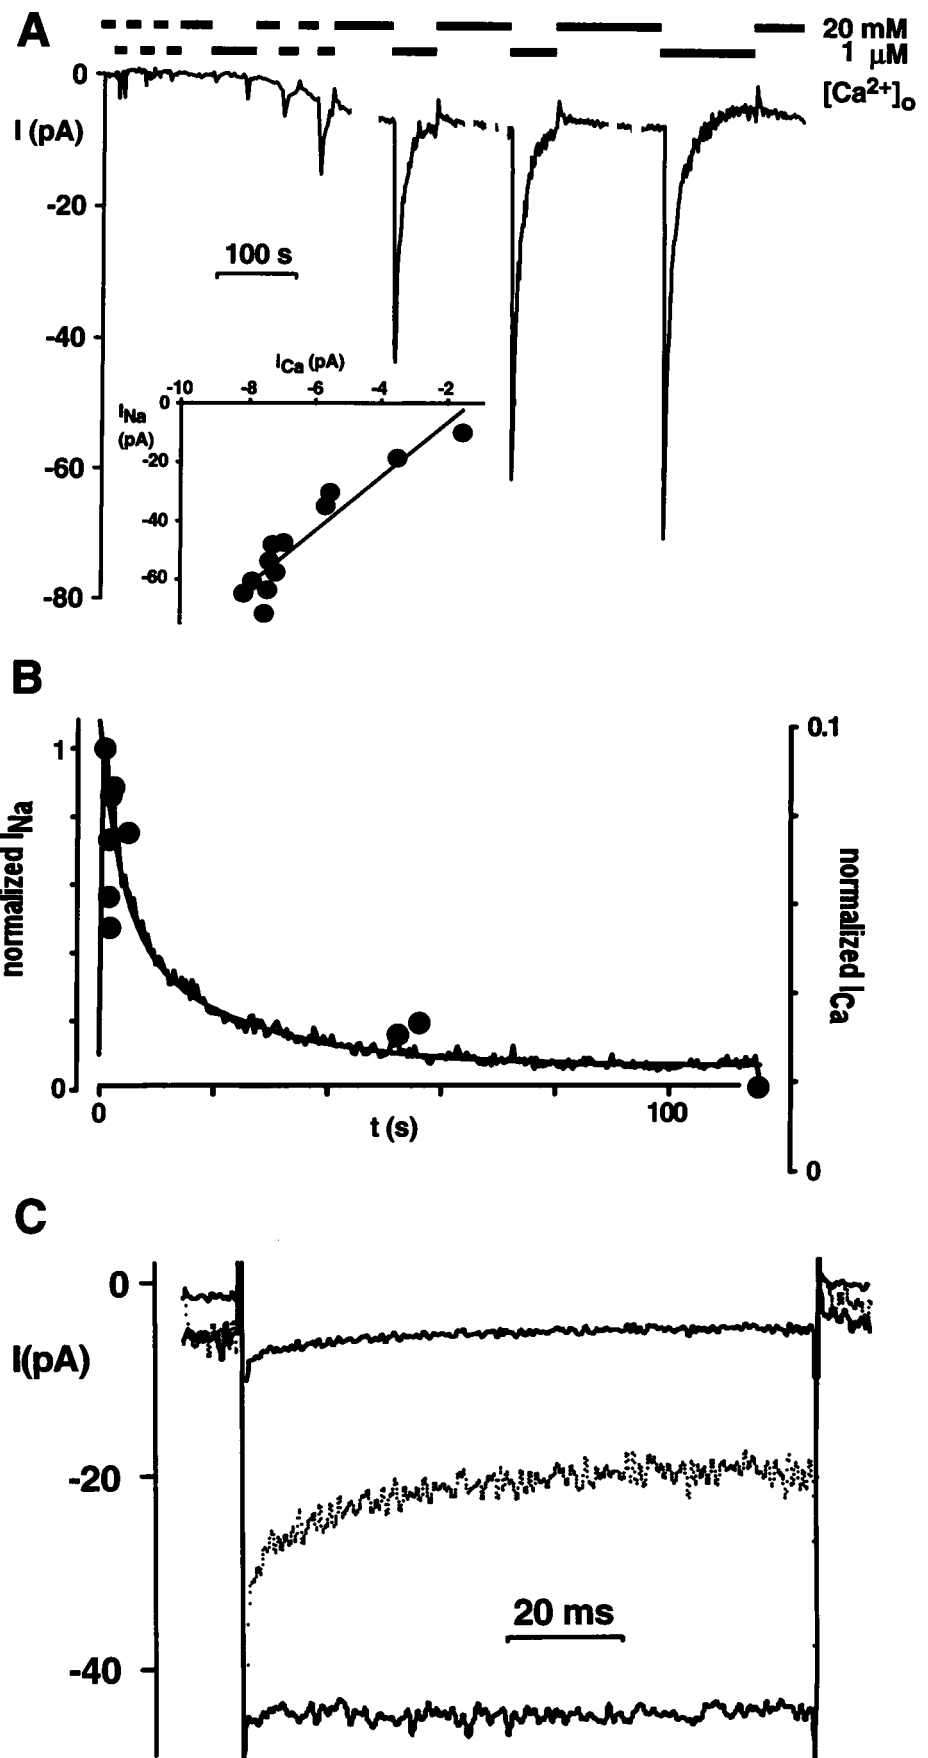 A
20 mM
1 µM
[Ca2+]o
0
I (pA)
-20
100 s
-40
ICa (pA)
-10 -8 -6 -4 -2
INa
(pA)
0
-20
-60
-40
-60
-80
B
1
0.1
normalized INa
normalized ICa
0
0 100
t (s)
0
C
0
I(pA)
-20
20 ms
-40